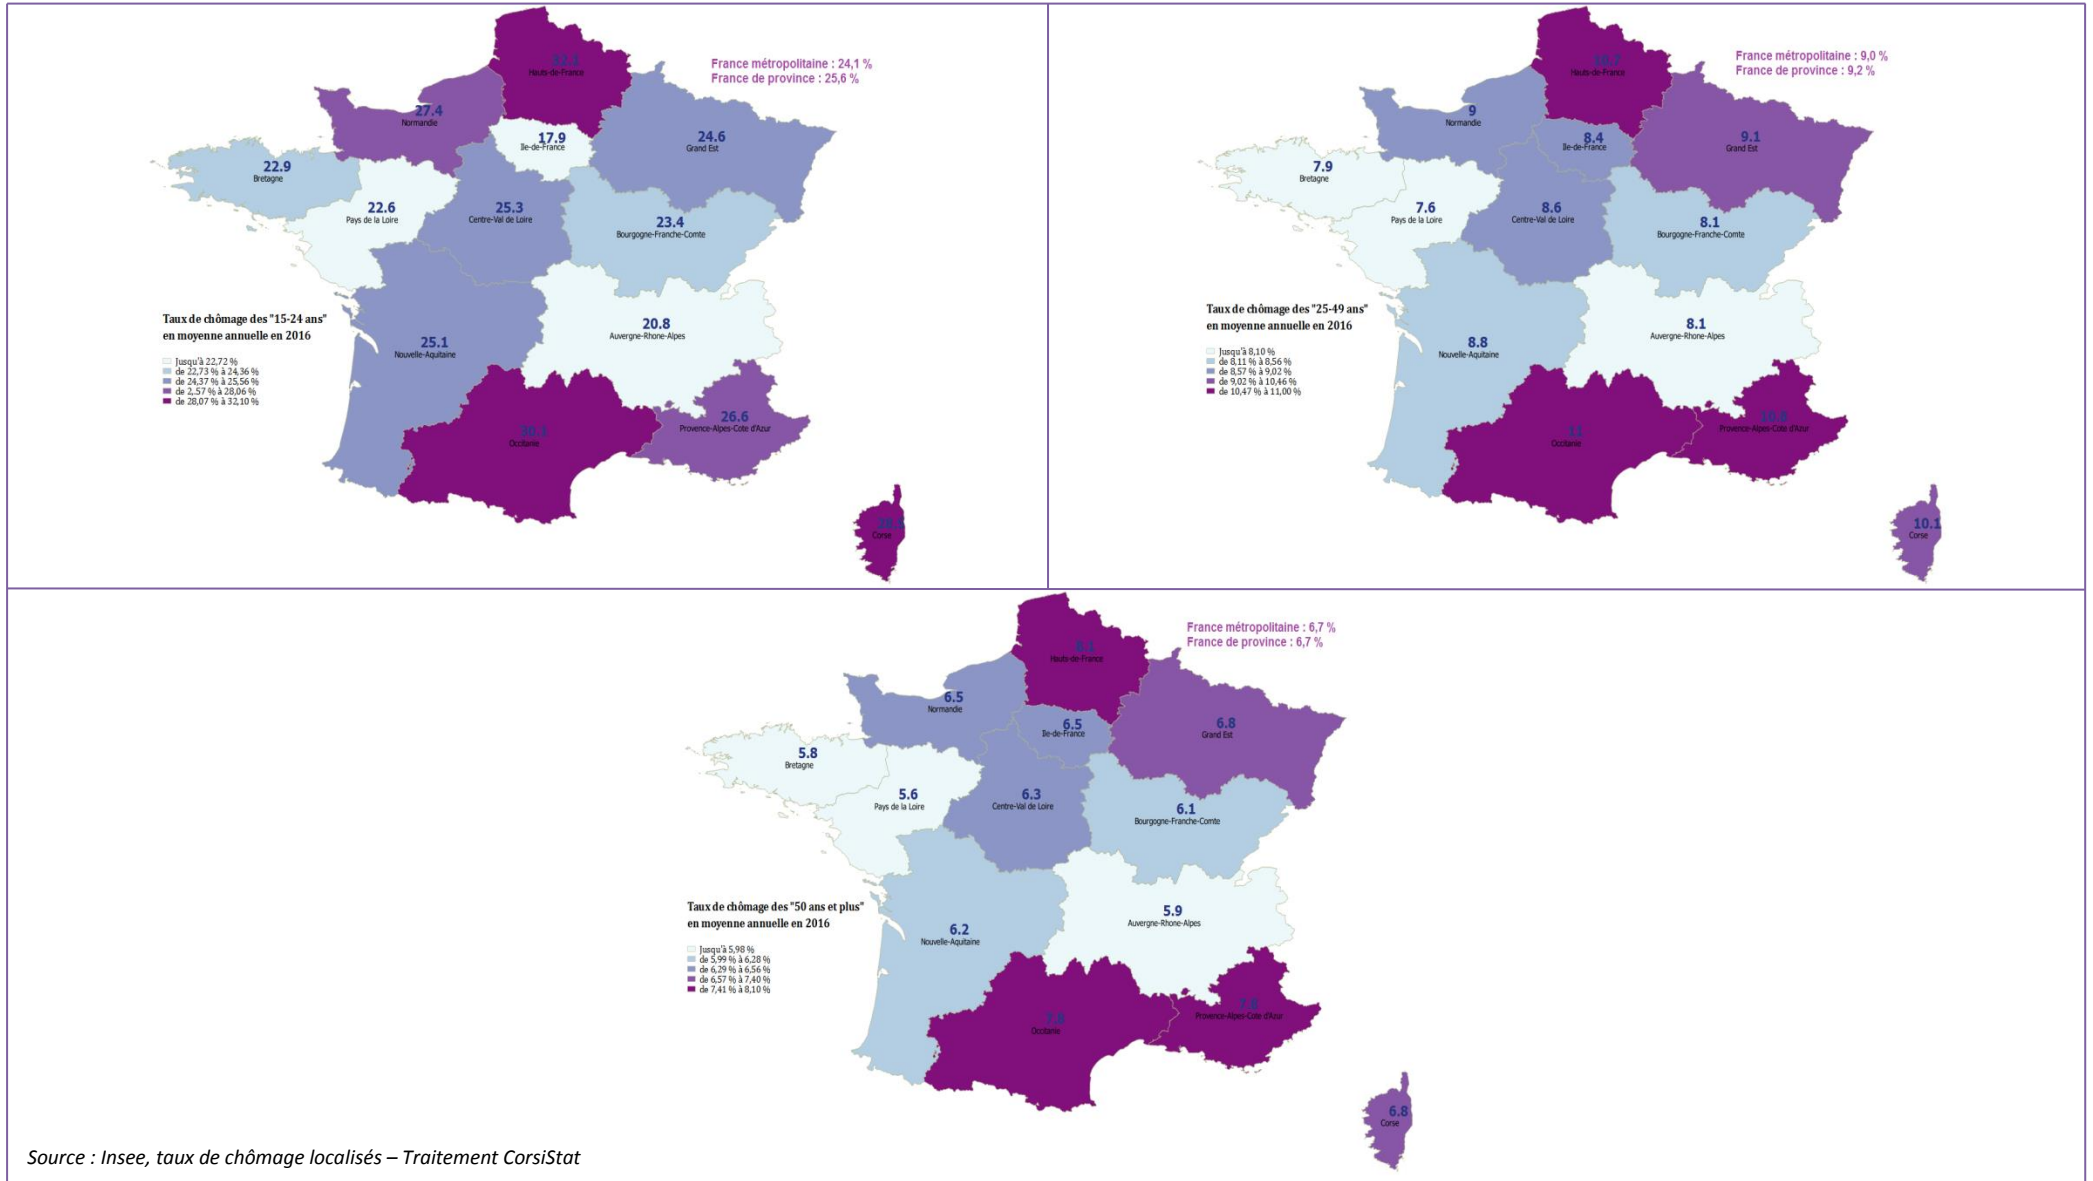 32.1
Hauts-de-France
France métropolitaine : 24,1 %
France de province : 25,6 %
27.4
Normandie
17.9
Ile-de-France
24.6
Grand Est
22.9
Bretagne
22.6
Pays de la Loire
25.3
Centre-Val de Loire
23.4
Bourgogne-Franche-Comte
Taux de chômage des "15-24 ans"
en moyenne annuelle en 2016
Jusqu'à 22,72 %
de 22,73 % à 24,36 %
de 24,37 % à 25,56 %
de 2,57 % à 28,06 %
de 28,07 % à 32,10 %
20.8
Auvergne-Rhone-Alpes
25.1
Nouvelle-Aquitaine
26.6
Provence-Alpes-Cote d'Azur
Occitanie
Corse
10.7
Hauts-de-France
France métropolitaine : 9,0 %
France de province : 9,2 %
9
Normandie
8.4
Ile-de-France
9.1
Grand Est
7.9
Bretagne
7.6
Pays de la Loire
8.6
Centre-Val de Loire
8.1
Bourgogne-Franche-Comte
Taux de chômage des "25-49 ans"
en moyenne annuelle en 2016
Jusqu'à 8,10 %
de 8,11 % à 8,56 %
de 8,57 % à 9,02 %
de 9,02 % à 10,46 %
de 10,47 % à 11,00 %
8.1
Auvergne-Rhone-Alpes
8.8
Nouvelle-Aquitaine
Provence-Alpes-Cote d'Azur
11
Occitanie
10.1
Corse
8.1
Hauts-de-France
France métropolitaine : 6,7 %
France de province : 6,7 %
6.5
Normandie
6.5
Ile-de-France
6.8
Grand Est
5.8
Bretagne
5.6
Pays de la Loire
6.3
Centre-Val de Loire
6.1
Bourgogne-Franche-Comte
Taux de chômage des "50 ans et plus"
en moyenne annuelle en 2016
Jusqu'à 5,98 %
de 5,99 % à 6,28 %
de 6,29 % à 6,56 %
de 6,57 % à 7,40 %
de 7,41 % à 8,10 %
5.9
Auvergne-Rhone-Alpes
6.2
Nouvelle-Aquitaine
Provence-Alpes-Cote d'Azur
Occitanie
6.8
Corse
Source : Insee, taux de chômage localisés – Traitement CorsiStat